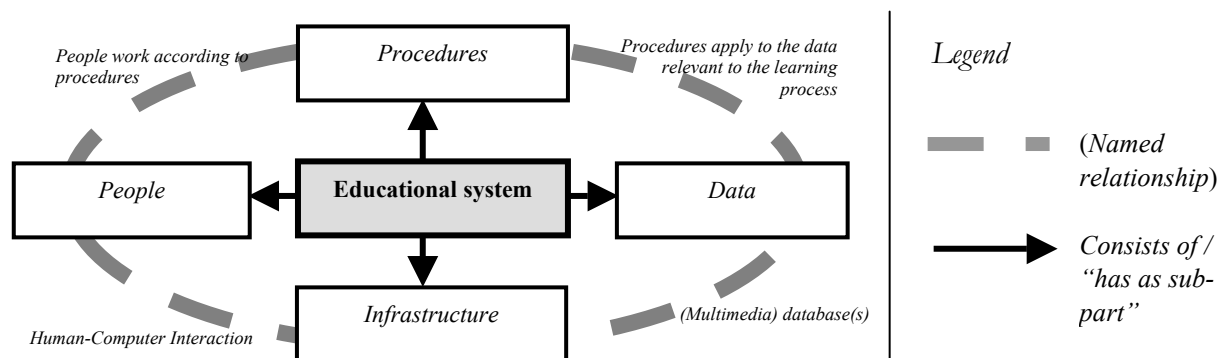 People work according to
procedures
Procedures
Procedures apply to the data
relevant to the learning
process
People
Educational system
Data
Infrastructure
Human-Computer Interaction
(Multimedia) database(s)
Legend
(Named
relationship)
Consists of /
“has as sub-
part”